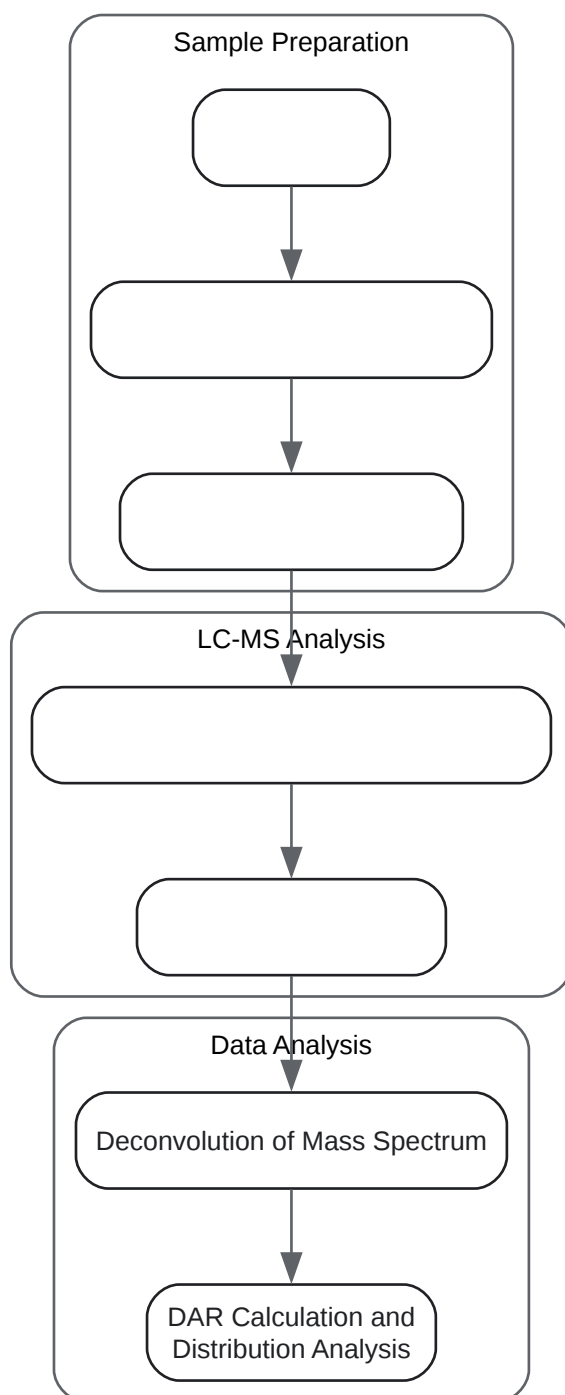 Sample Preparation
LC-MS Analysis
Data Analysis
Deconvolution of Mass Spectrum
DAR Calculation and
Distribution Analysis